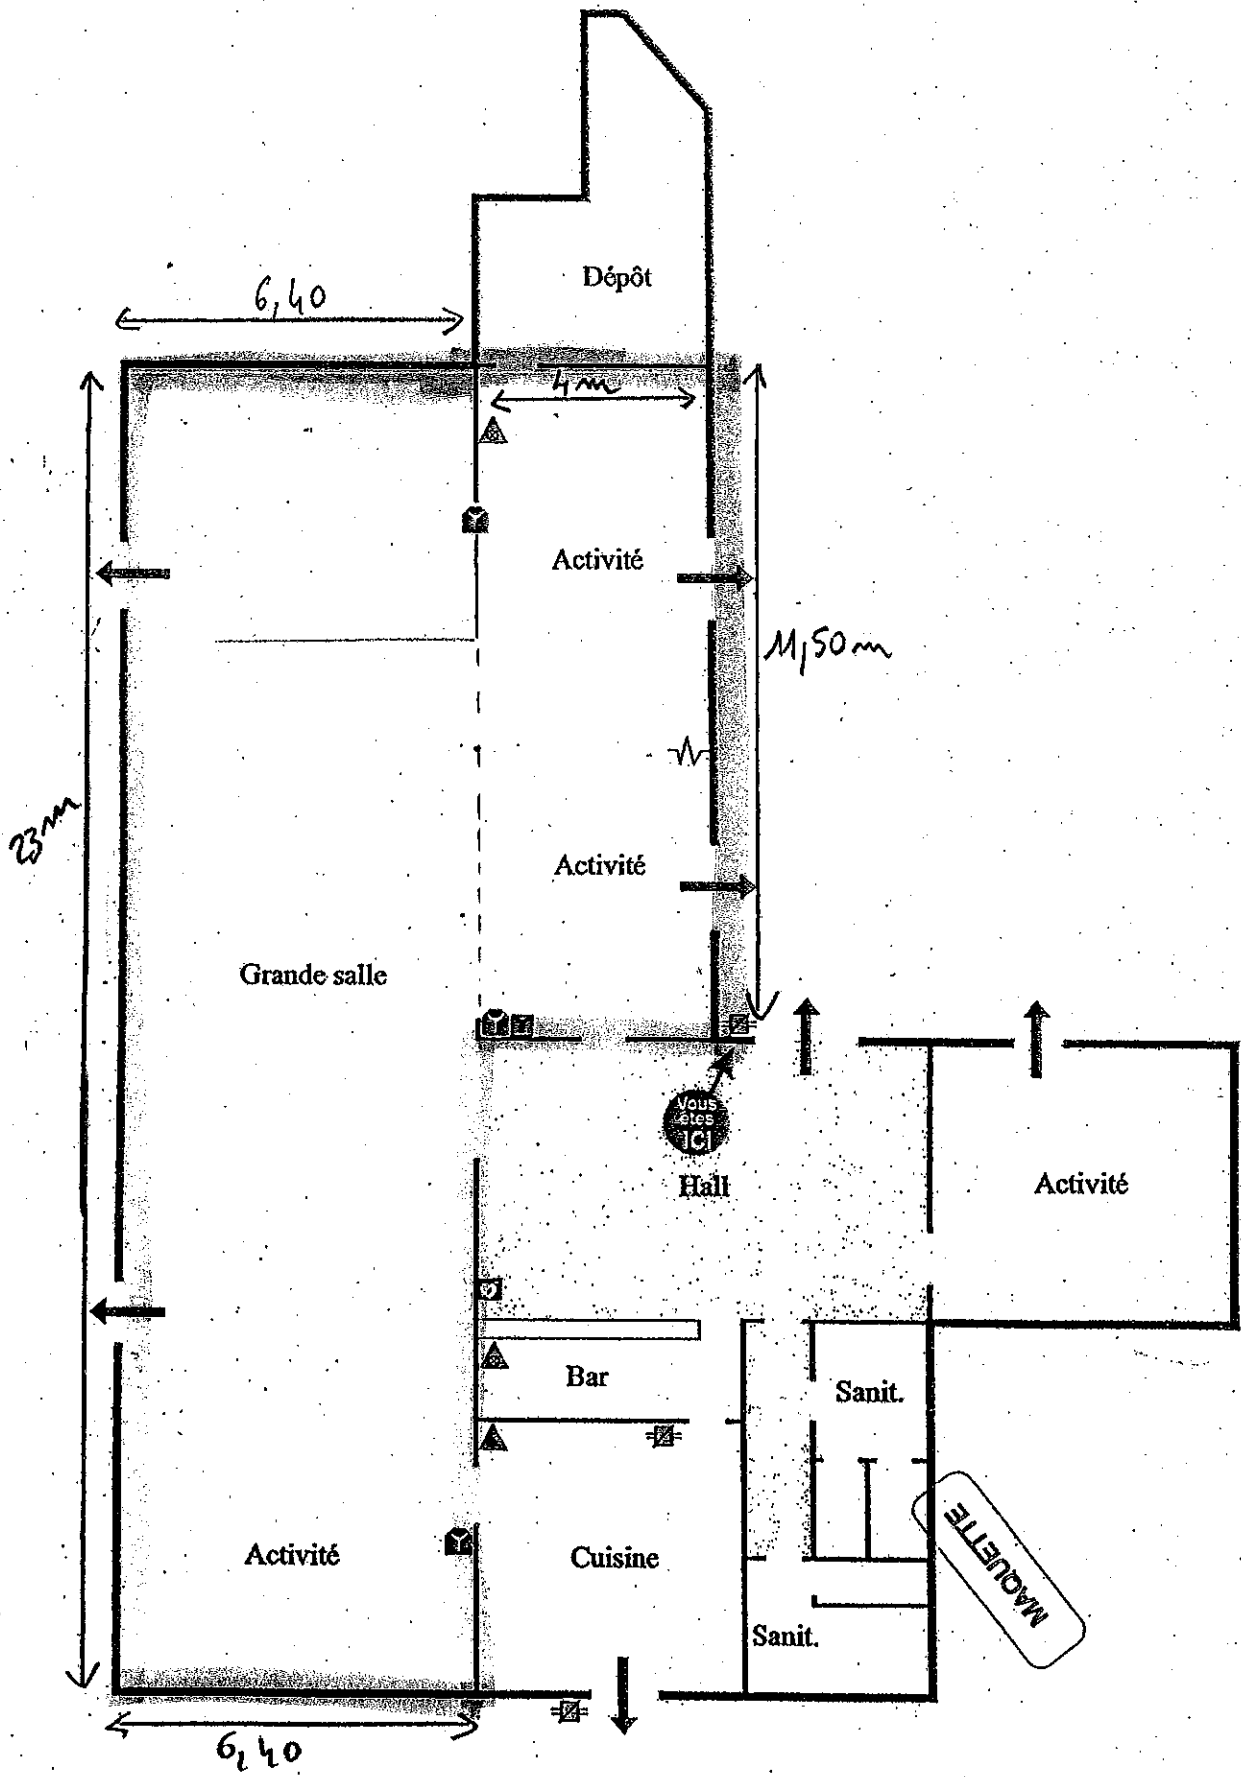 Dépôt
6,40
4m
Activité
11,50m
23m
Activité
Grande salle
Vous
êtes
ICI
Hall
Activité
Bar
Sanit.
MAQUETTE
Activité
Cuisine
Sanit.
6,40